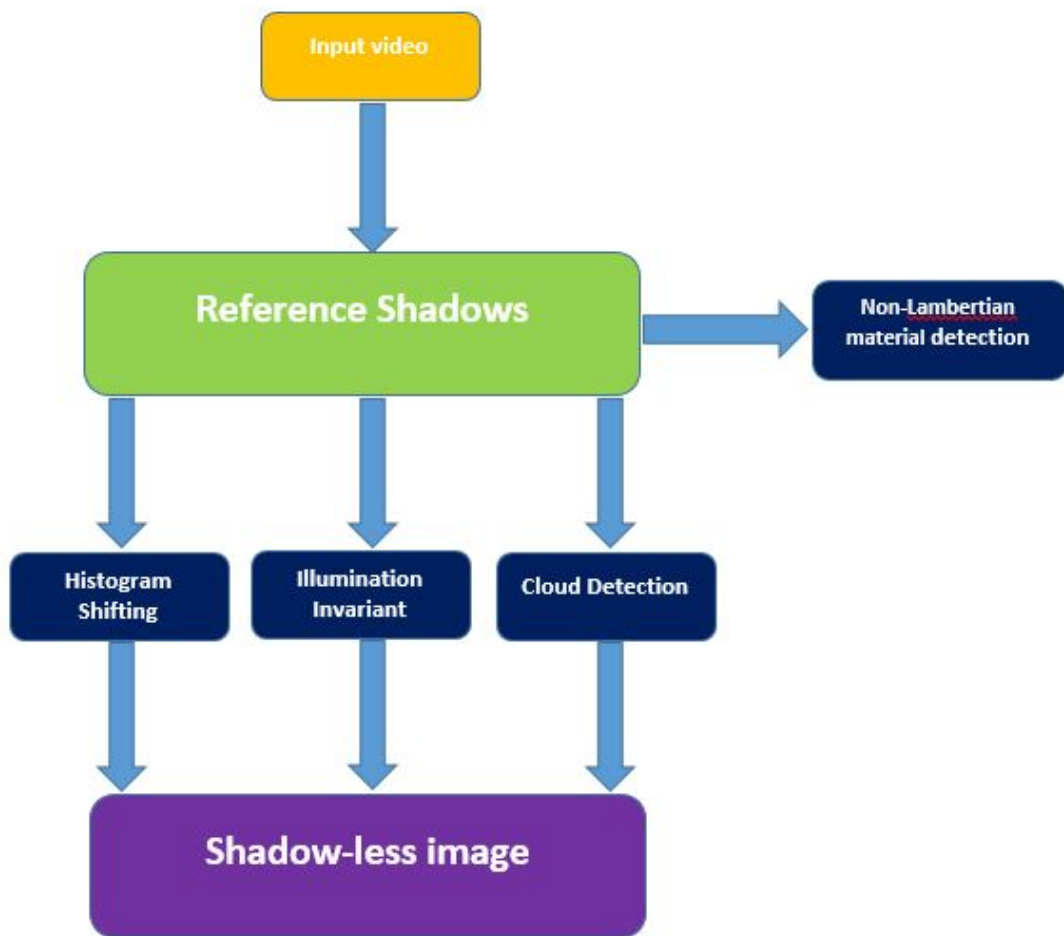 Input video
Reference Shadows
Non-Lambertian
material detection
Histogram
Shifting
Illumination
Invariant
Cloud Detection
Shadow-less image